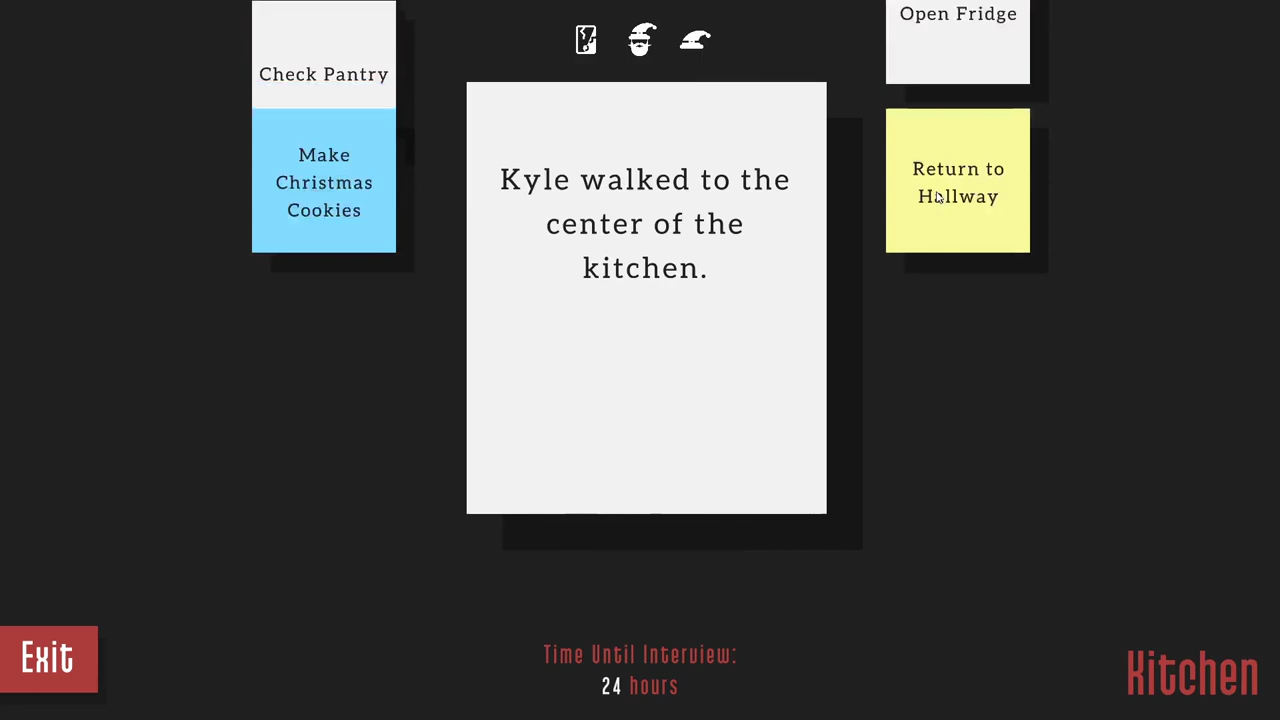 Check Pantry
Make
Christmas
Cookies
Kyle walked to the
center of the
kitchen.
Open Fridge
Return to
Hallway
Exit
Time Until Interview:
24 hours
Kitchen